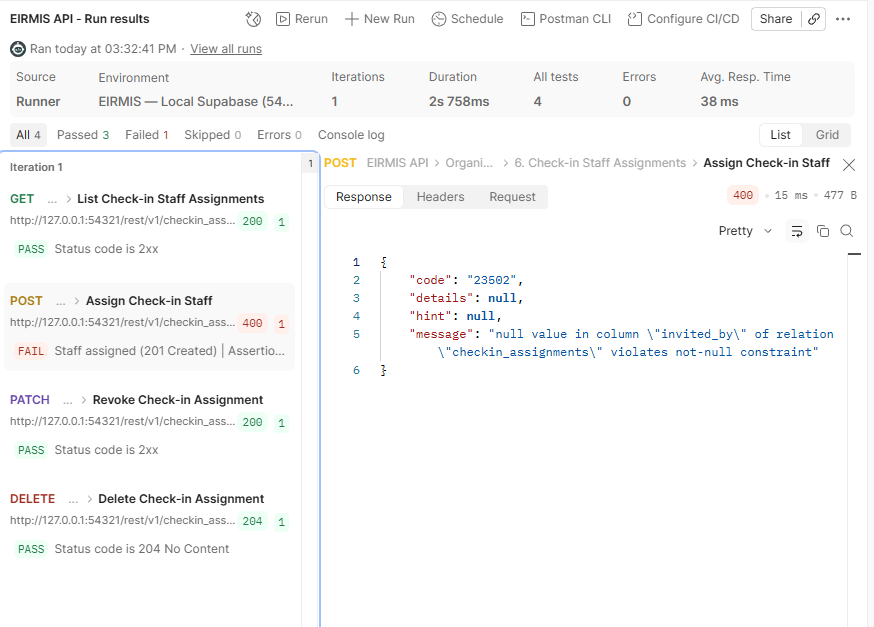 EIRMIS API - Run results
Rerun
New Run
Schedule
Postman CLI
Configure CI/CD
Share
Ran today at 03:32:41 PM · View all runs
Source Environment Iterations Duration All tests Errors Avg. Resp. Time
Runner EIRMIS — Local Supabase (54... 1 2s 758ms 4 0 38 ms
All 4 Passed 3 Failed 1 Skipped 0 Errors 0 Console log
List Grid
Iteration 1
1
GET ... > List Check-in Staff Assignments
http://127.0.0.1:54321/rest/v1/checkin_ass... 200 1
PASS Status code is 2xx
POST ... > Assign Check-in Staff
http://127.0.0.1:54321/rest/v1/checkin_ass... 400 1
FAIL Staff assigned (201 Created) | Assertio...
PATCH ... > Revoke Check-in Assignment
http://127.0.0.1:54321/rest/v1/checkin_ass... 200 1
PASS Status code is 2xx
DELETE ... > Delete Check-in Assignment
http://127.0.0.1:54321/rest/v1/checkin_ass... 204 1
PASS Status code is 204 No Content
POST EIRMIS API > Organi... > 6. Check-in Staff Assignments > Assign Check-in Staff
Response Headers Request
400 · 15 ms · 477 B
Pretty
1 {
2 "code": "23502",
3 "details": null,
4 "hint": null,
5 "message": "null value in column \"invited_by\" of relation
\"checkin_assignments\" violates not-null constraint"
6 }